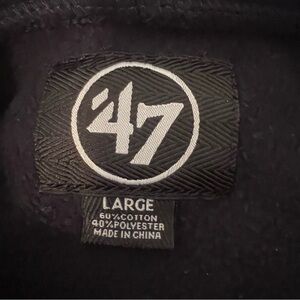 '47
LARGE
60%COTTON
40%POLYESTER
MADE IN CHINA